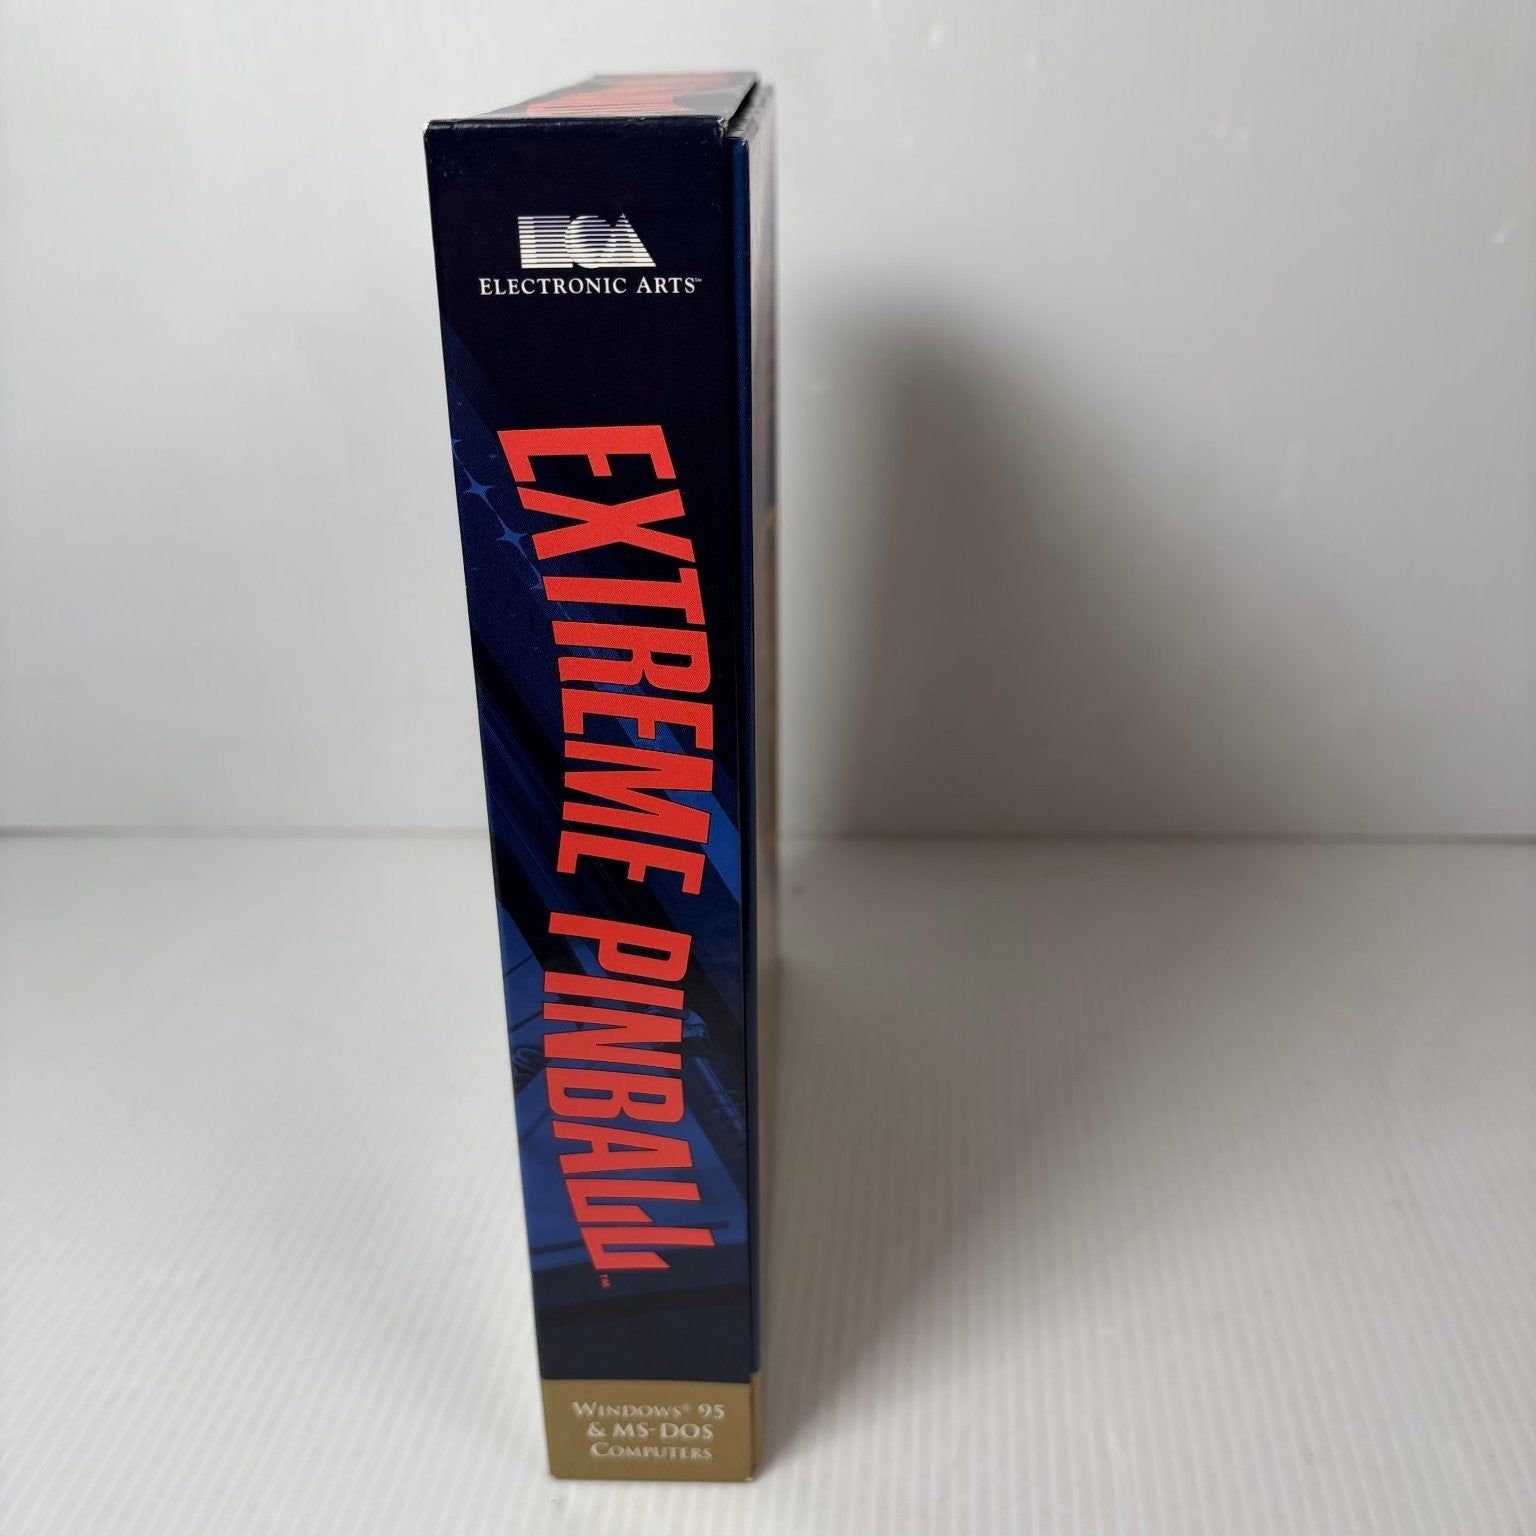 EA
ELECTRONIC ARTS™
EXTREME PINBALL™
WINDOWS® 95
& MS-DOS
COMPUTERS